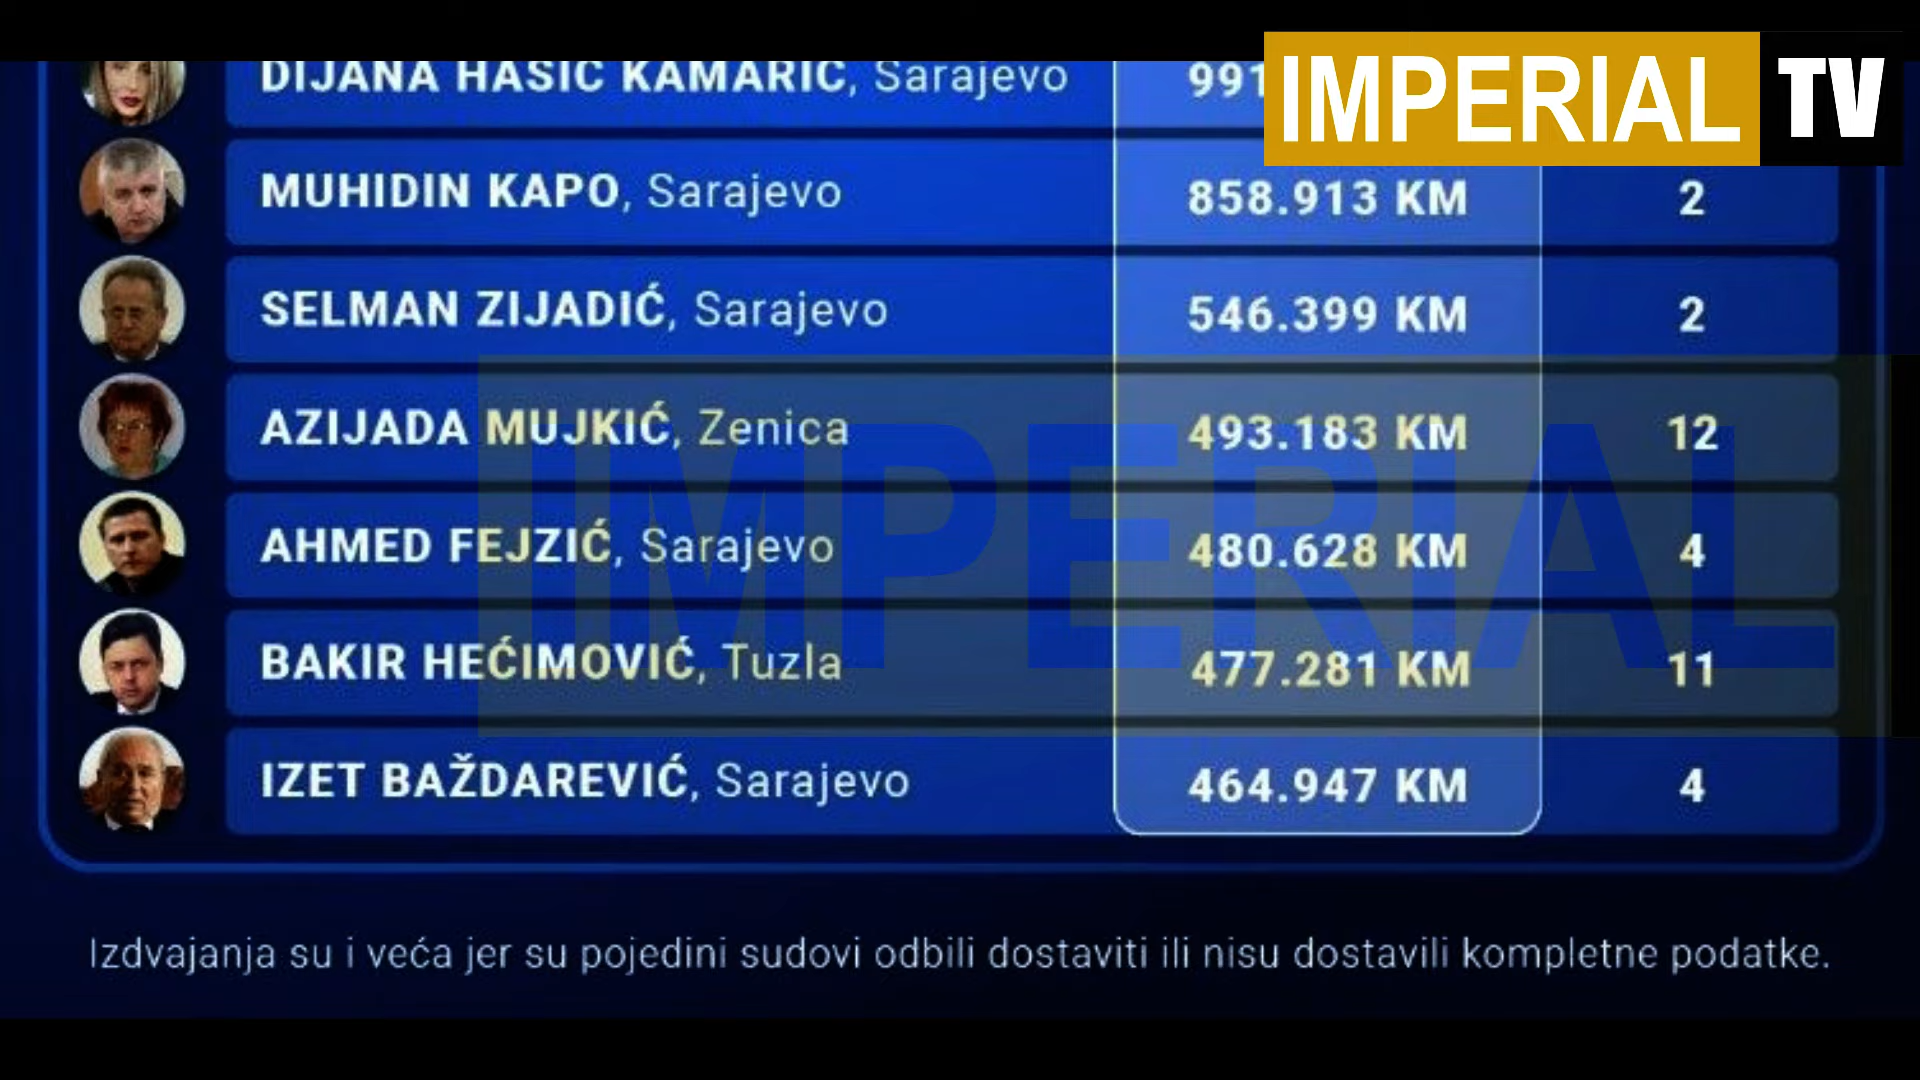 IMPERIAL TV
DIJANA HASIĆ KAMARIĆ, Sarajevo 991
MUHIDIN KAPO, Sarajevo 858.913 KM 2
SELMAN ZIJADIĆ, Sarajevo 546.399 KM 2
AZIJADA MUJKIĆ, Zenica 493.183 KM 12
AHMED FEJZIĆ, Sarajevo 480.628 KM 4
BAKIR HEĆIMOVIĆ, Tuzla 477.281 KM 11
IZET BAŽDAREVIĆ, Sarajevo 464.947 KM 4
IMPERIAL
Izdvajanja su i veća jer su pojedini sudovi odbili dostaviti ili nisu dostavili kompletne podatke.